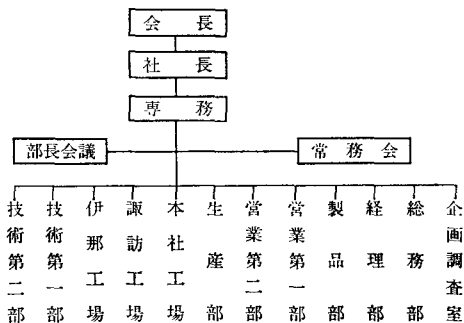 会長
社長
専務
部長会議
常務会
技術第二部
技術第一部
伊那工場
諏訪工場
本社工場
生産部
営業第二部
営業第一部
製品部
経理部
総務部
企画調査室